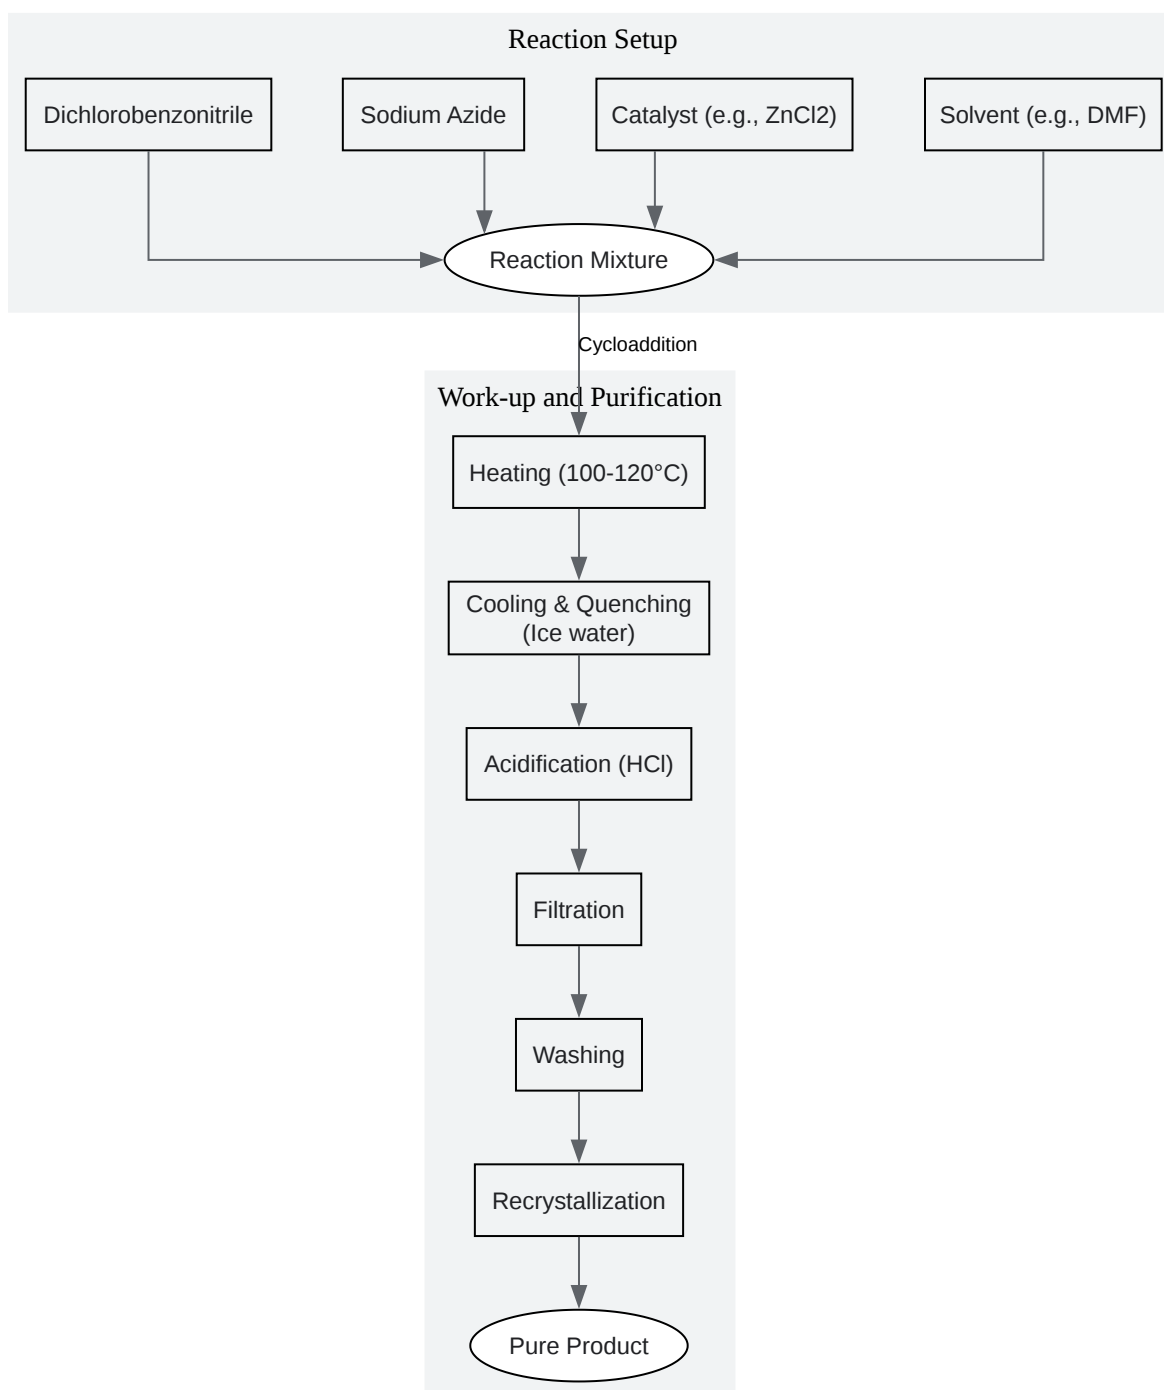 Reaction Setup
Dichlorobenzonitrile
Sodium Azide
Catalyst (e.g., ZnCl2)
Solvent (e.g., DMF)
Reaction Mixture
Cycloaddition
Work-up and Purification
Heating (100-120°C)
Cooling & Quenching
(Ice water)
Acidification (HCl)
Filtration
Washing
Recrystallization
Pure Product